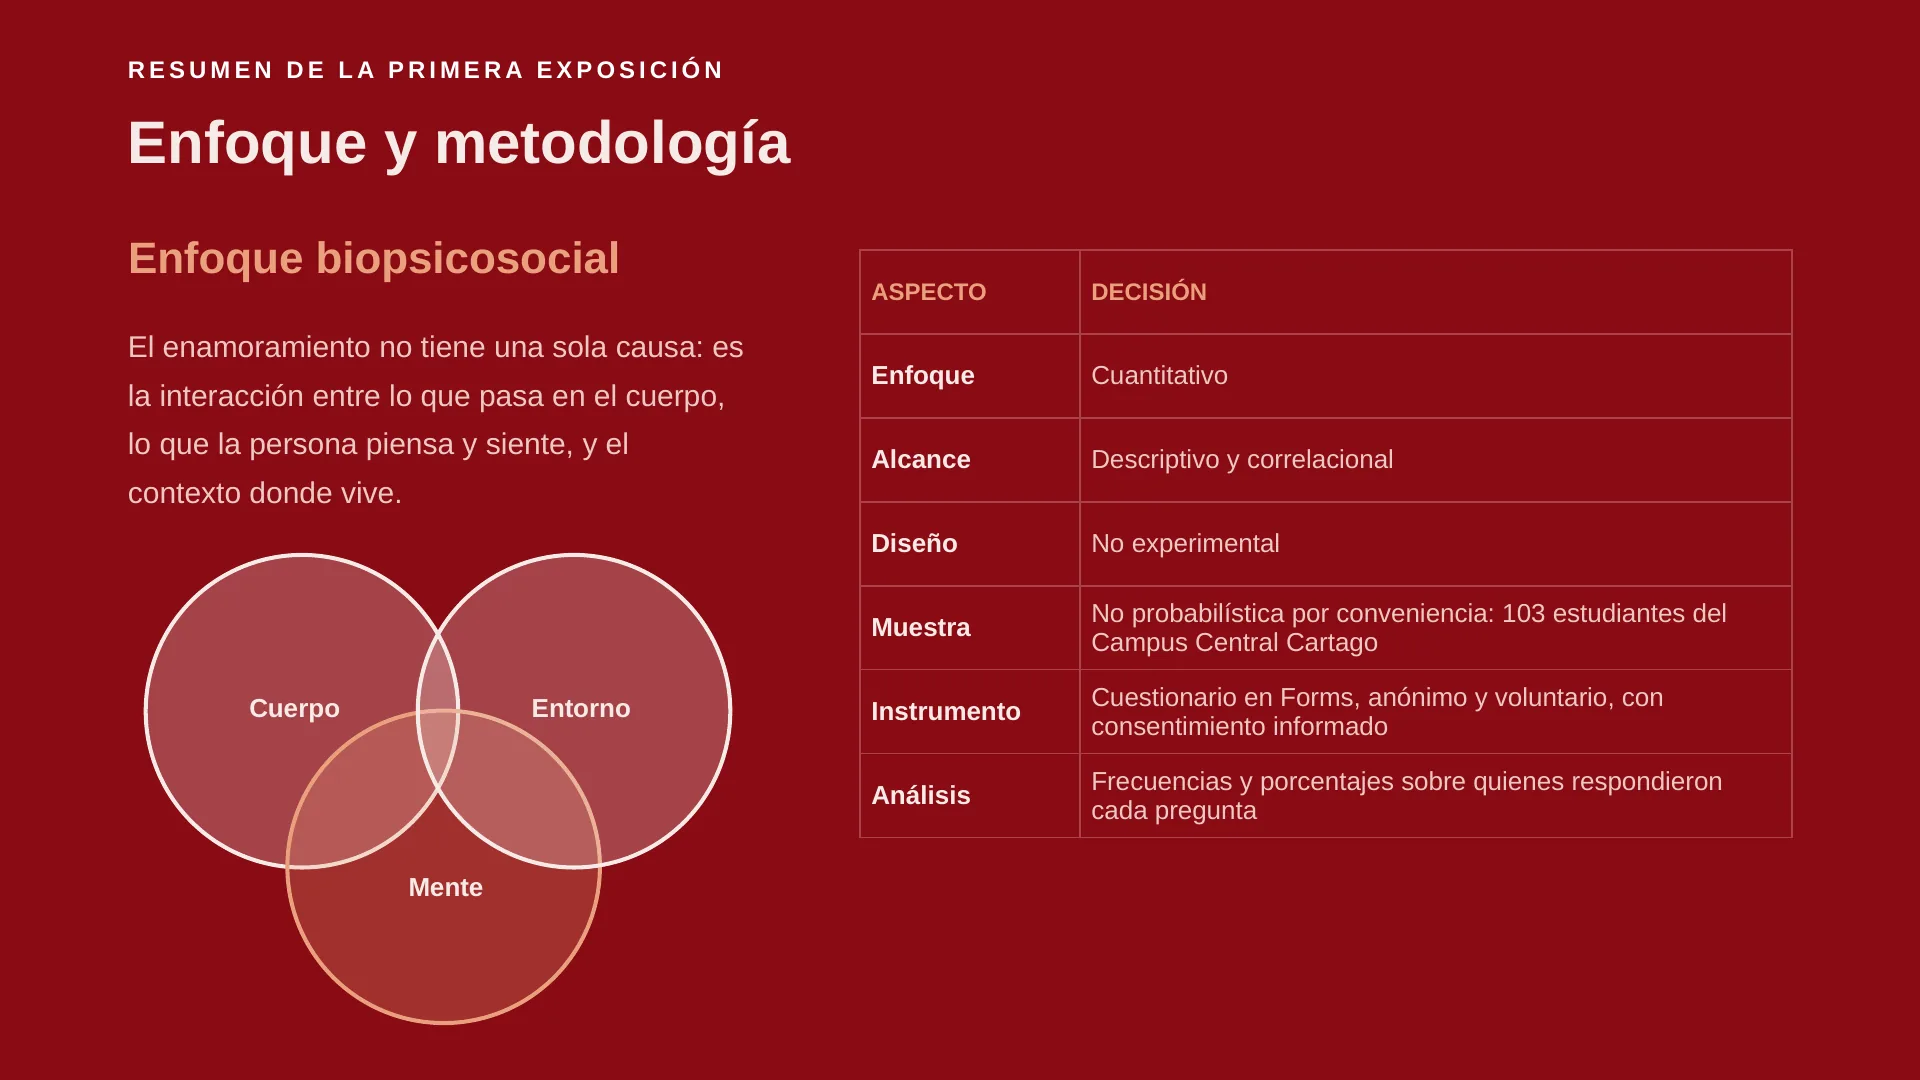 RESUMEN DE LA PRIMERA EXPOSICIÓN
Enfoque y metodología
Enfoque biopsicosocial
El enamoramiento no tiene una sola causa: es
la interacción entre lo que pasa en el cuerpo,
lo que la persona piensa y siente, y el
contexto donde vive.
Cuerpo
Entorno
Mente
ASPECTO
DECISIÓN
Enfoque
Cuantitativo
Alcance
Descriptivo y correlacional
Diseño
No experimental
Muestra
No probabilística por conveniencia: 103 estudiantes del
Campus Central Cartago
Instrumento
Cuestionario en Forms, anónimo y voluntario, con
consentimiento informado
Análisis
Frecuencias y porcentajes sobre quienes respondieron
cada pregunta